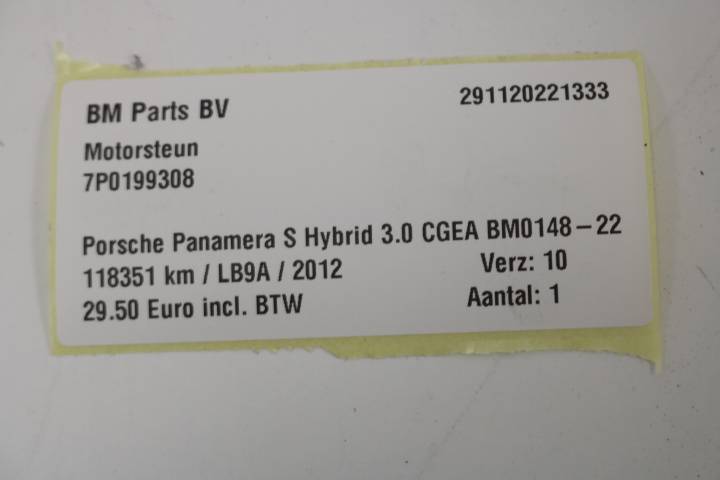 BM Parts BV 291120221333
Motorsteun
7P0199308
Porsche Panamera S Hybrid 3.0 CGEA BM0148-22
118351 km / LB9A / 2012 Verz: 10
29.50 Euro incl. BTW Aantal: 1